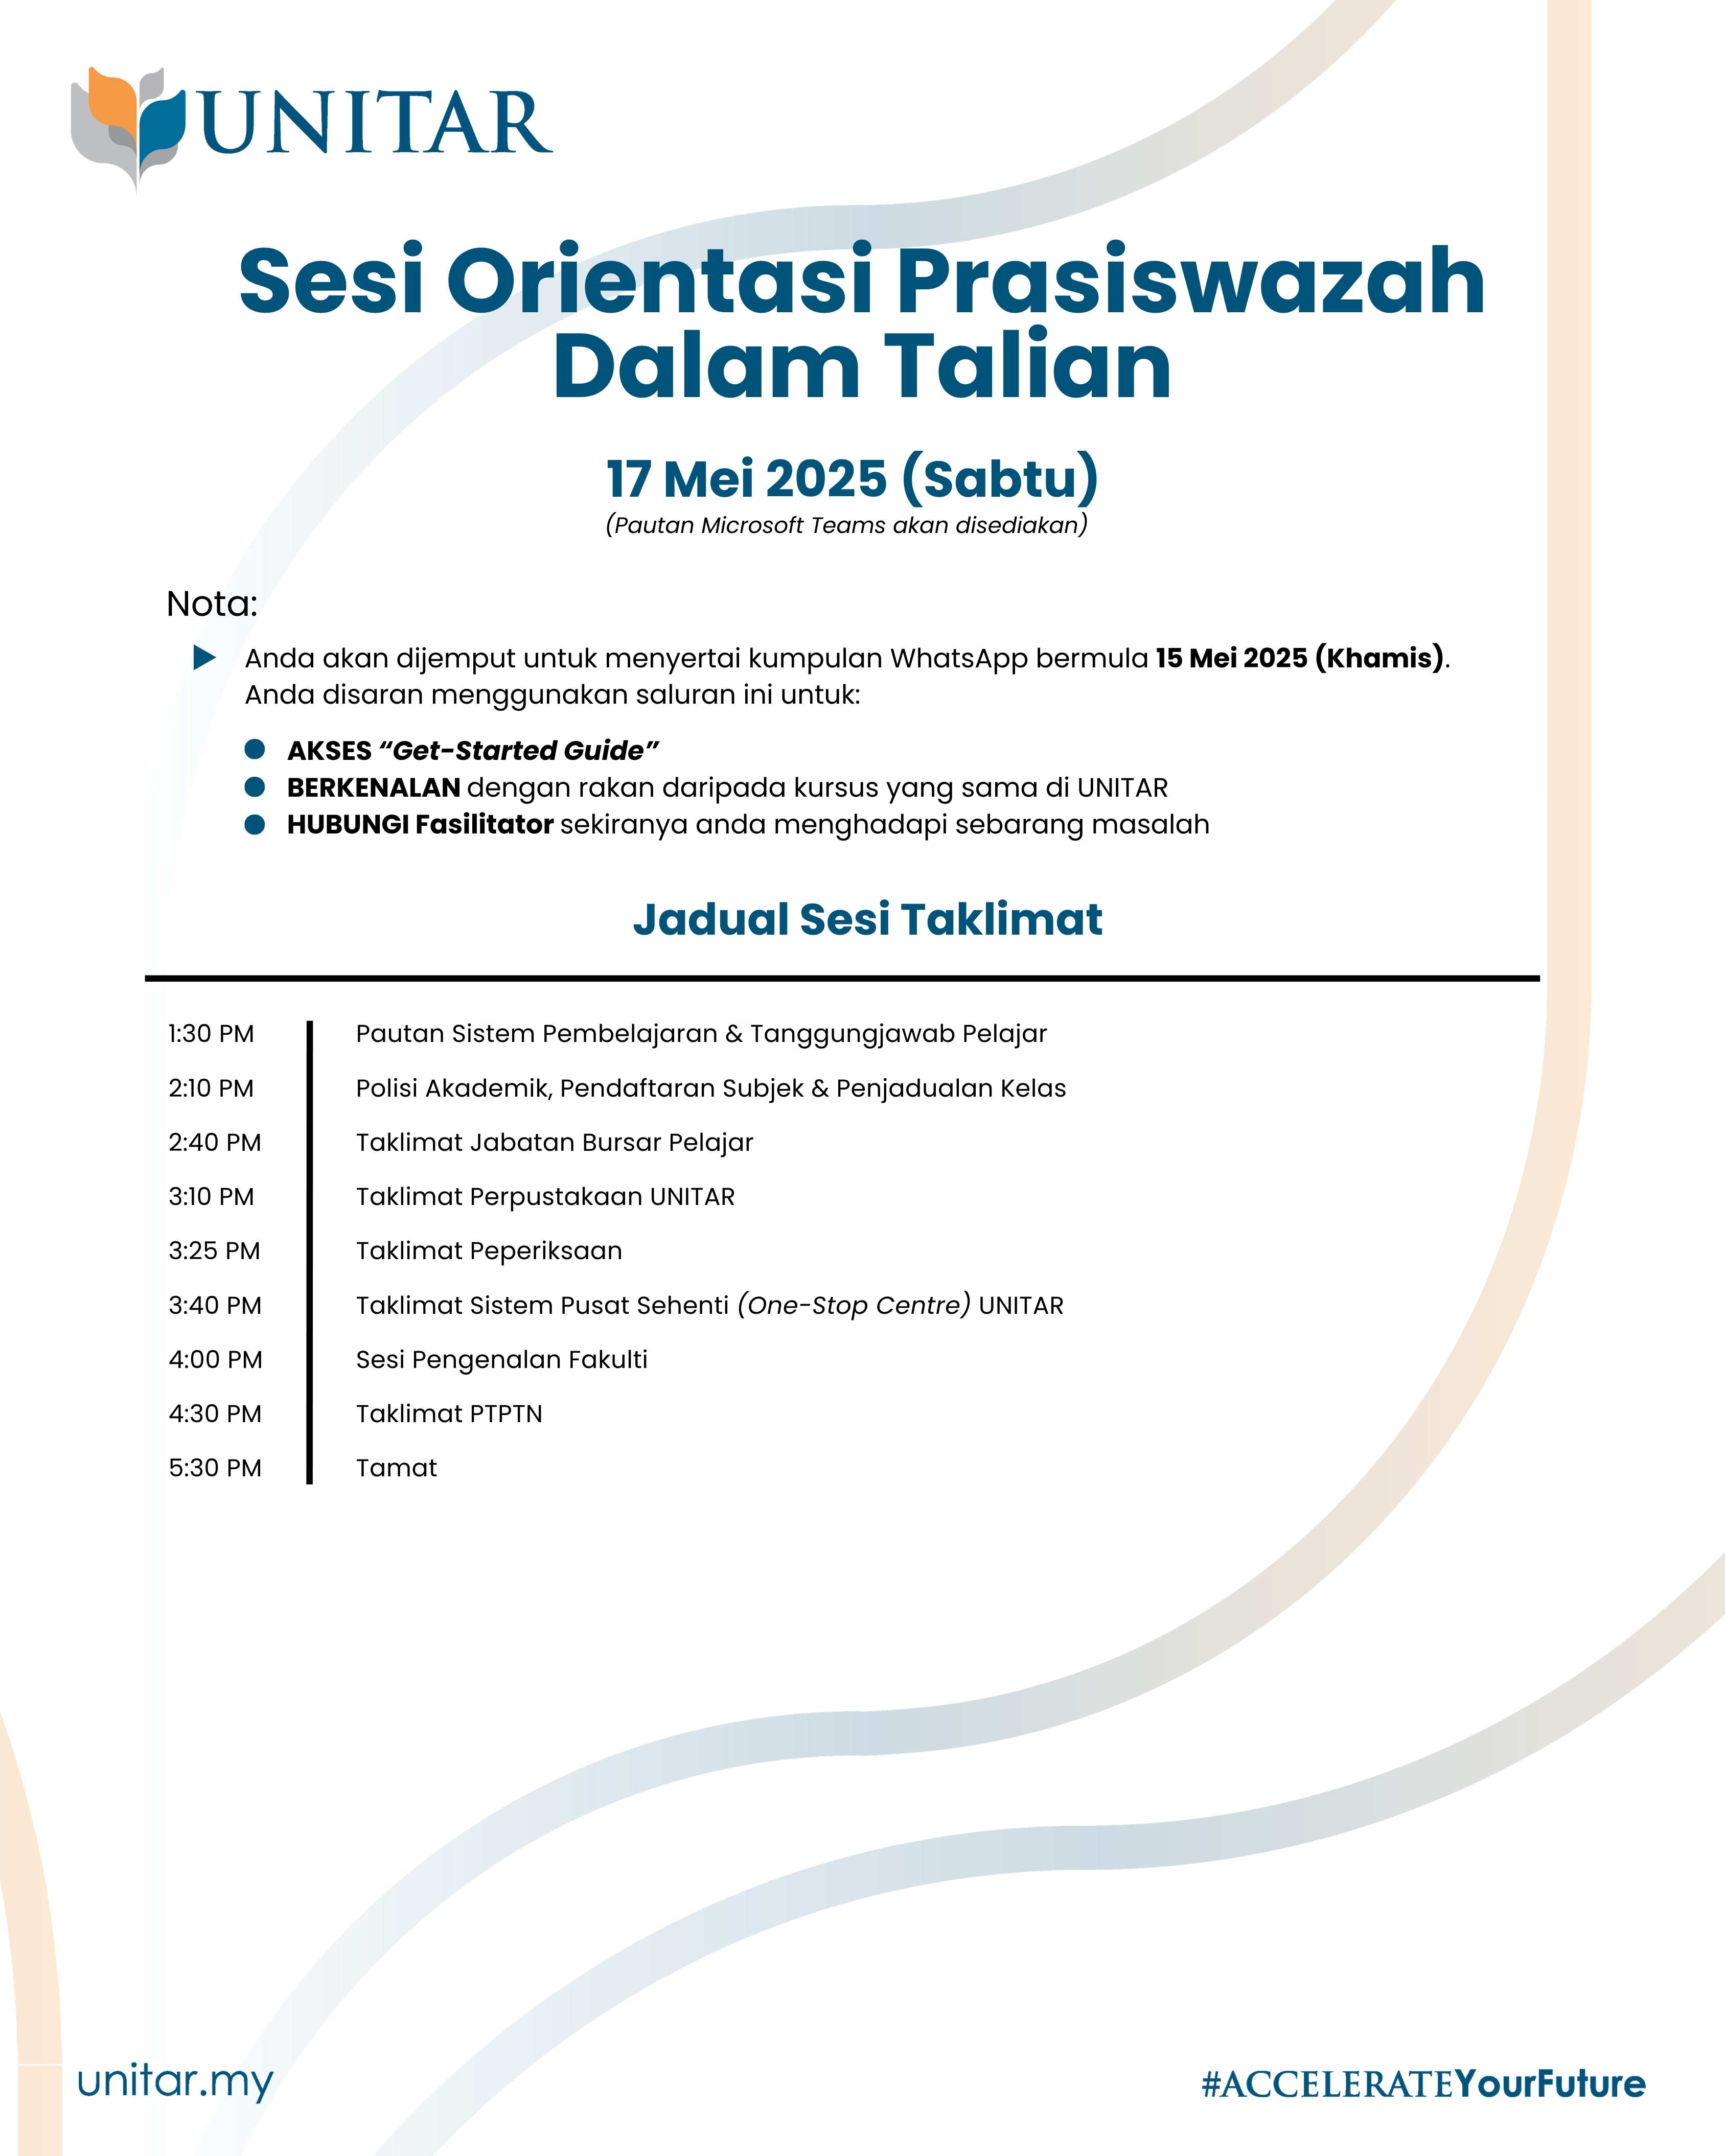 UNITAR
Sesi Orientasi Prasiswazah
Dalam Talian
17 Mei 2025 (Sabtu)
(Pautan Microsoft Teams akan disediakan)
Nota:
Anda akan dijemput untuk menyertai kumpulan WhatsApp bermula 15 Mei 2025 (Khamis).
Anda disaran menggunakan saluran ini untuk:
AKSES “Get-Started Guide”
BERKENALAN dengan rakan daripada kursus yang sama di UNITAR
HUBUNGI Fasilitator sekiranya anda menghadapi sebarang masalah
Jadual Sesi Taklimat
1:30 PM Pautan Sistem Pembelajaran & Tanggungjawab Pelajar
2:10 PM Polisi Akademik, Pendaftaran Subjek & Penjadualan Kelas
2:40 PM Taklimat Jabatan Bursar Pelajar
3:10 PM Taklimat Perpustakaan UNITAR
3:25 PM Taklimat Peperiksaan
3:40 PM Taklimat Sistem Pusat Sehenti (One-Stop Centre) UNITAR
4:00 PM Sesi Pengenalan Fakulti
4:30 PM Taklimat PTPTN
5:30 PM Tamat
unitar.my
#ACCELERATEYourFuture